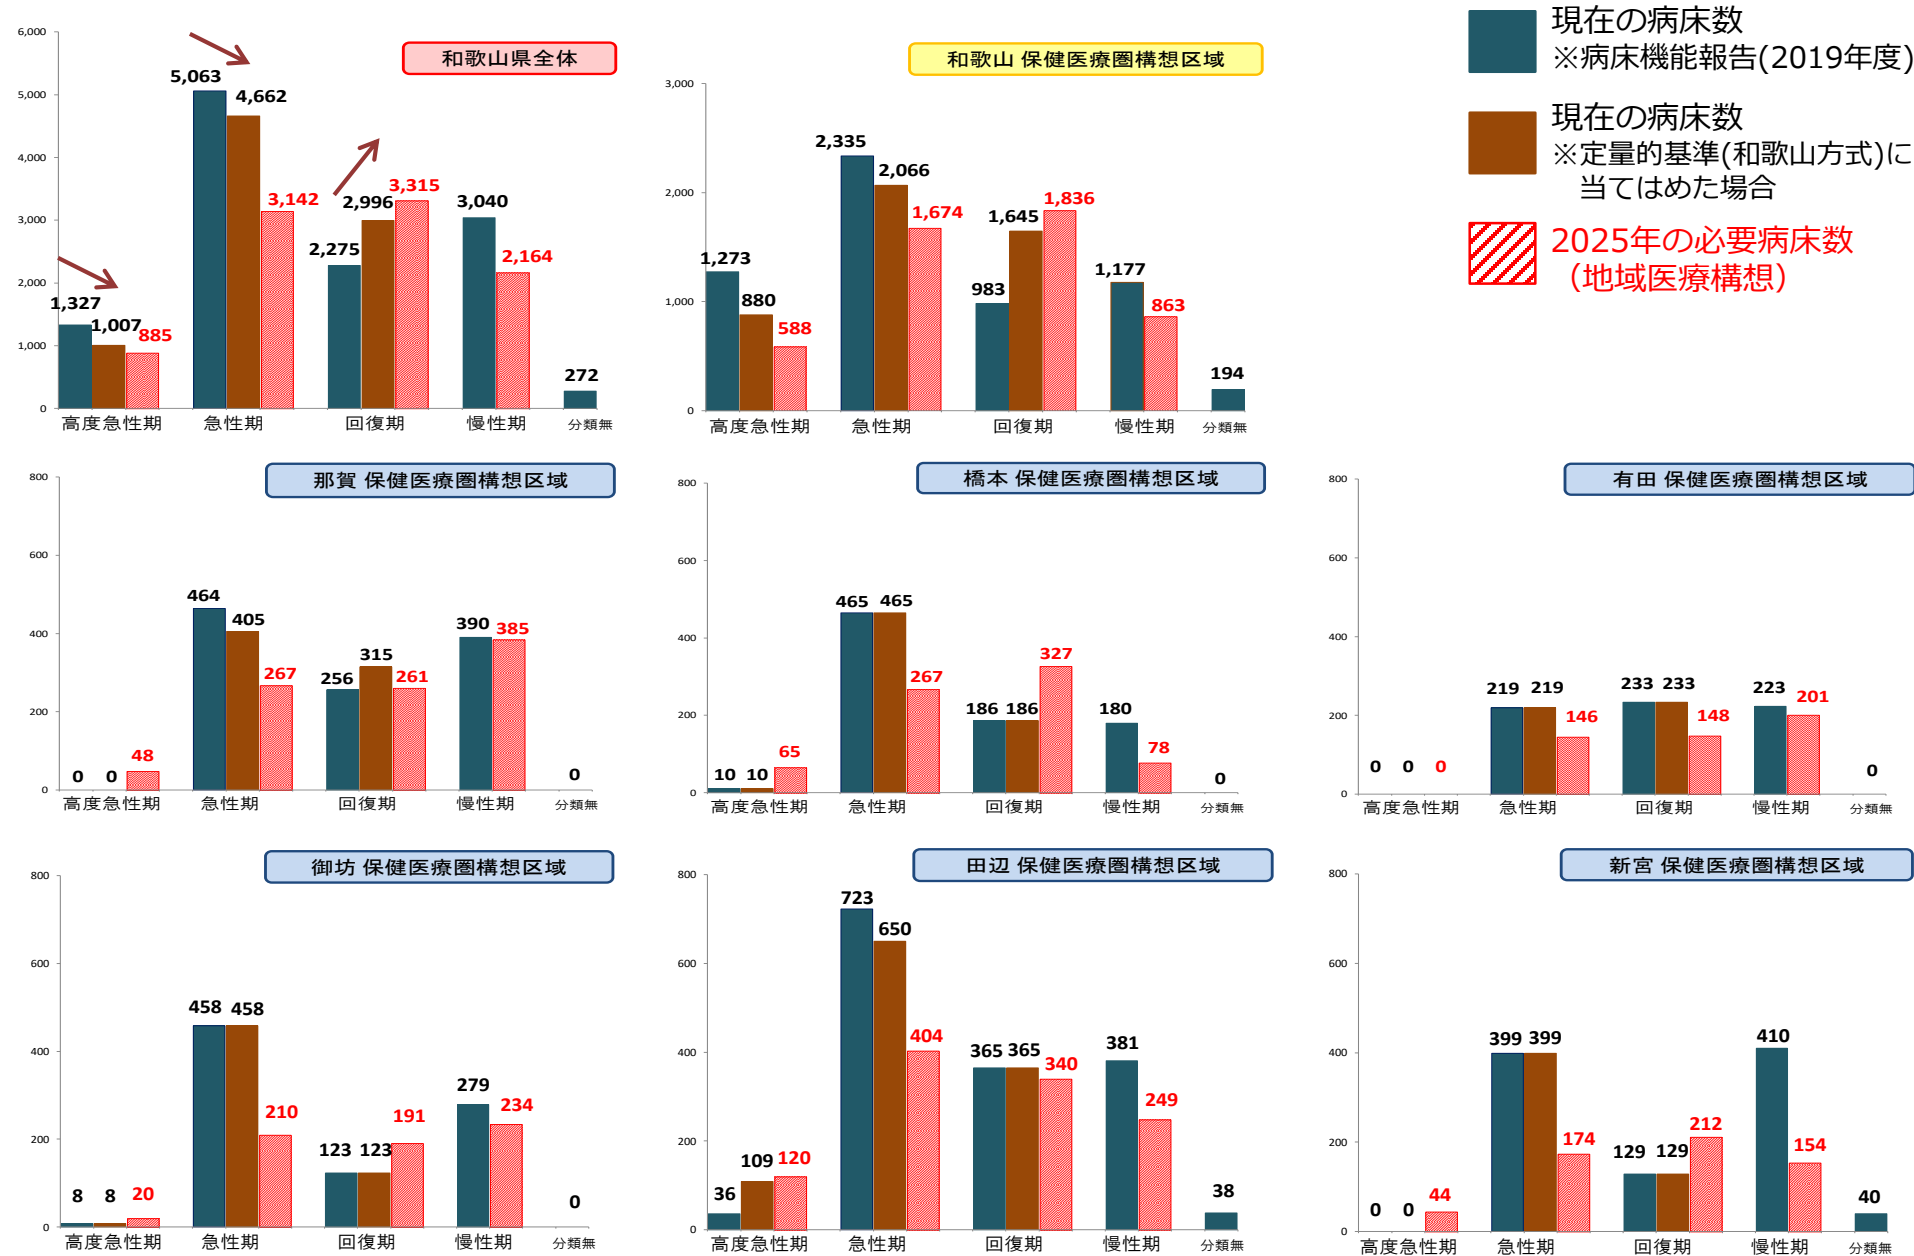 和歌山県全体
6,000
5,000
4,000
3,000
2,000
1,000
0
1,327
1,007
885
5,063
4,662
3,142
2,275
2,996
3,315
3,040
2,164
272
高度急性期
急性期
回復期
慢性期
分類無
和歌山 保健医療圏構想区域
3,000
2,000
1,000
0
1,273
880
588
2,335
2,066
1,674
983
1,645
1,836
1,177
863
194
高度急性期
急性期
回復期
慢性期
分類無
現在の病床数
※病床機能報告(2019年度)
現在の病床数
※定量的基準(和歌山方式)に
当てはめた場合
2025年の必要病床数
（地域医療構想）
那賀 保健医療圏構想区域
800
600
400
200
0
0
0
48
464
405
267
256
315
261
390
385
0
高度急性期
急性期
回復期
慢性期
分類無
橋本 保健医療圏構想区域
800
600
400
200
0
10
10
65
465
465
267
186
186
327
180
78
0
高度急性期
急性期
回復期
慢性期
分類無
有田 保健医療圏構想区域
800
600
400
200
0
0
0
0
219
219
146
233
233
148
223
201
0
高度急性期
急性期
回復期
慢性期
分類無
御坊 保健医療圏構想区域
800
600
400
200
0
8
8
20
458
458
210
123
123
191
279
234
0
高度急性期
急性期
回復期
慢性期
分類無
田辺 保健医療圏構想区域
800
600
400
200
0
36
109
120
723
650
404
365
365
340
381
249
38
高度急性期
急性期
回復期
慢性期
分類無
新宮 保健医療圏構想区域
800
600
400
200
0
0
0
44
399
399
174
129
129
212
410
154
40
高度急性期
急性期
回復期
慢性期
分類無